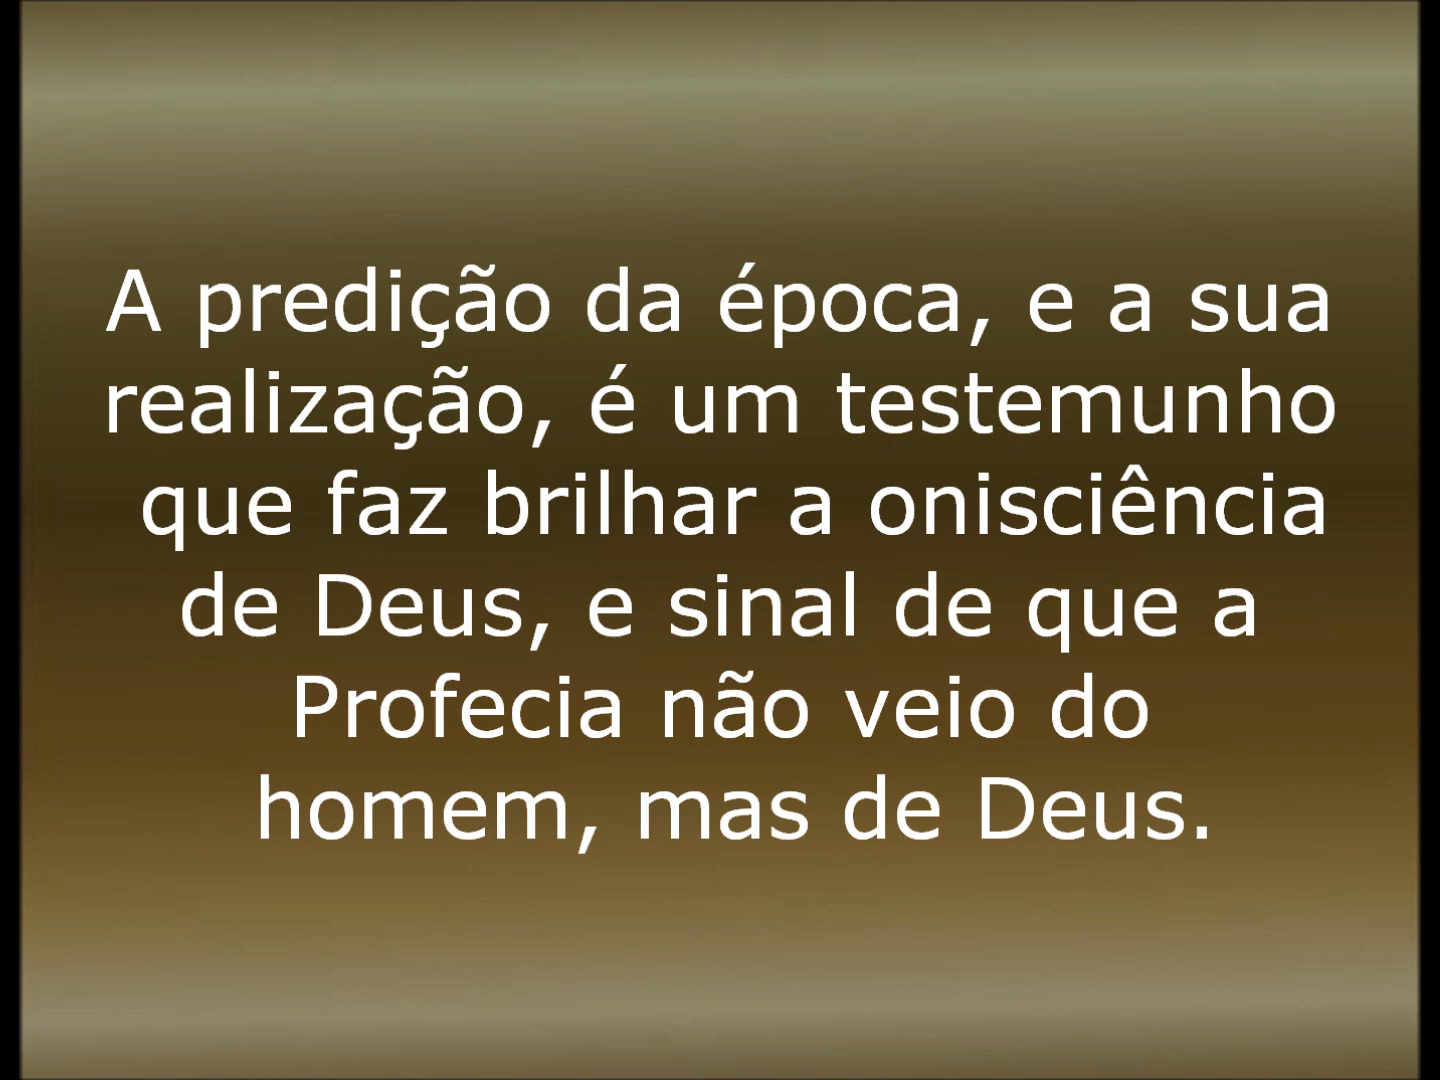 A predição da época, e a sua
realização, é um testemunho
que faz brilhar a onisciência
de Deus, e sinal de que a
Profecia não veio do
homem, mas de Deus.